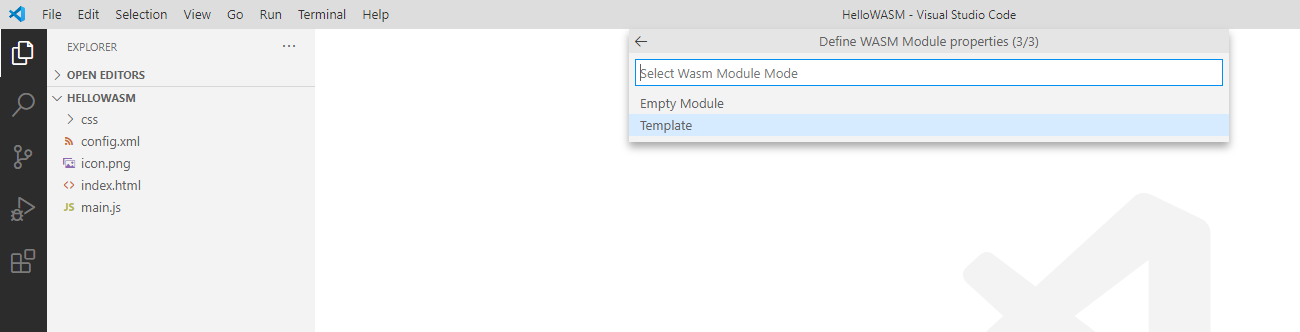 File Edit Selection View Go Run Terminal Help HelloWASM - Visual Studio Code
EXPLORER ...
OPEN EDITORS
HELLOWASM
css
config.xml
icon.png
index.html
JS main.js
Define WASM Module properties (3/3)
Select Wasm Module Mode
Empty Module
Template